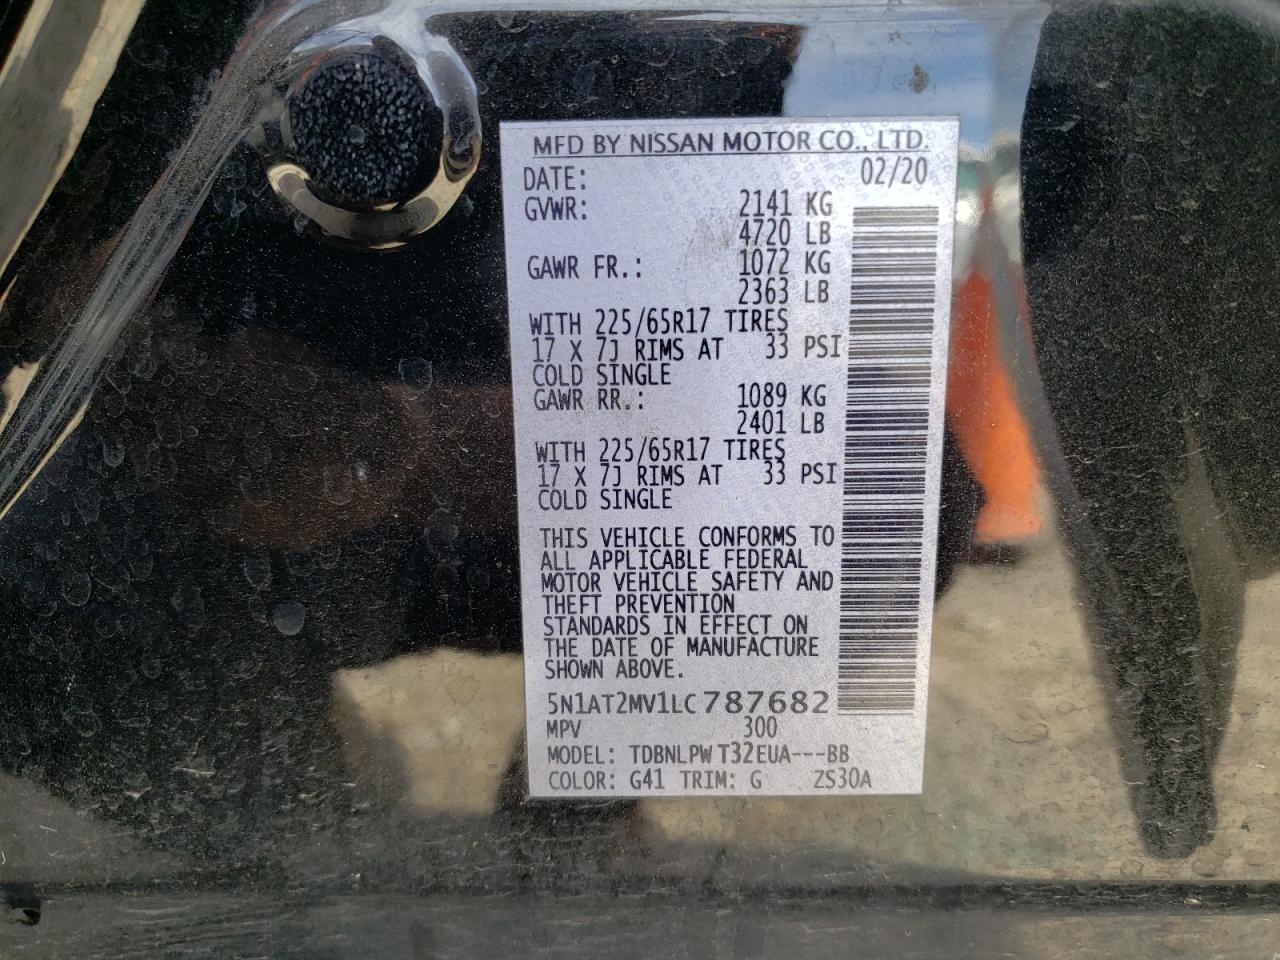 MFD BY NISSAN MOTOR CO., LTD.
DATE: 02/20
GVWR: 2141 KG
4720 LB
GAWR FR.: 1072 KG
2363 LB
WITH 225/65R17 TIRES
17 X 7J RIMS AT 33 PSI
COLD SINGLE
GAWR RR.: 1089 KG
2401 LB
WITH 225/65R17 TIRES
17 X 7J RIMS AT 33 PSI
COLD SINGLE
THIS VEHICLE CONFORMS TO
ALL APPLICABLE FEDERAL
MOTOR VEHICLE SAFETY AND
THEFT PREVENTION
STANDARDS IN EFFECT ON
THE DATE OF MANUFACTURE
SHOWN ABOVE.
5N1AT2MV1LC787682
MPV 300
MODEL: TDBNLPW T32EUA---BB
COLOR: G41 TRIM: G ZS30A